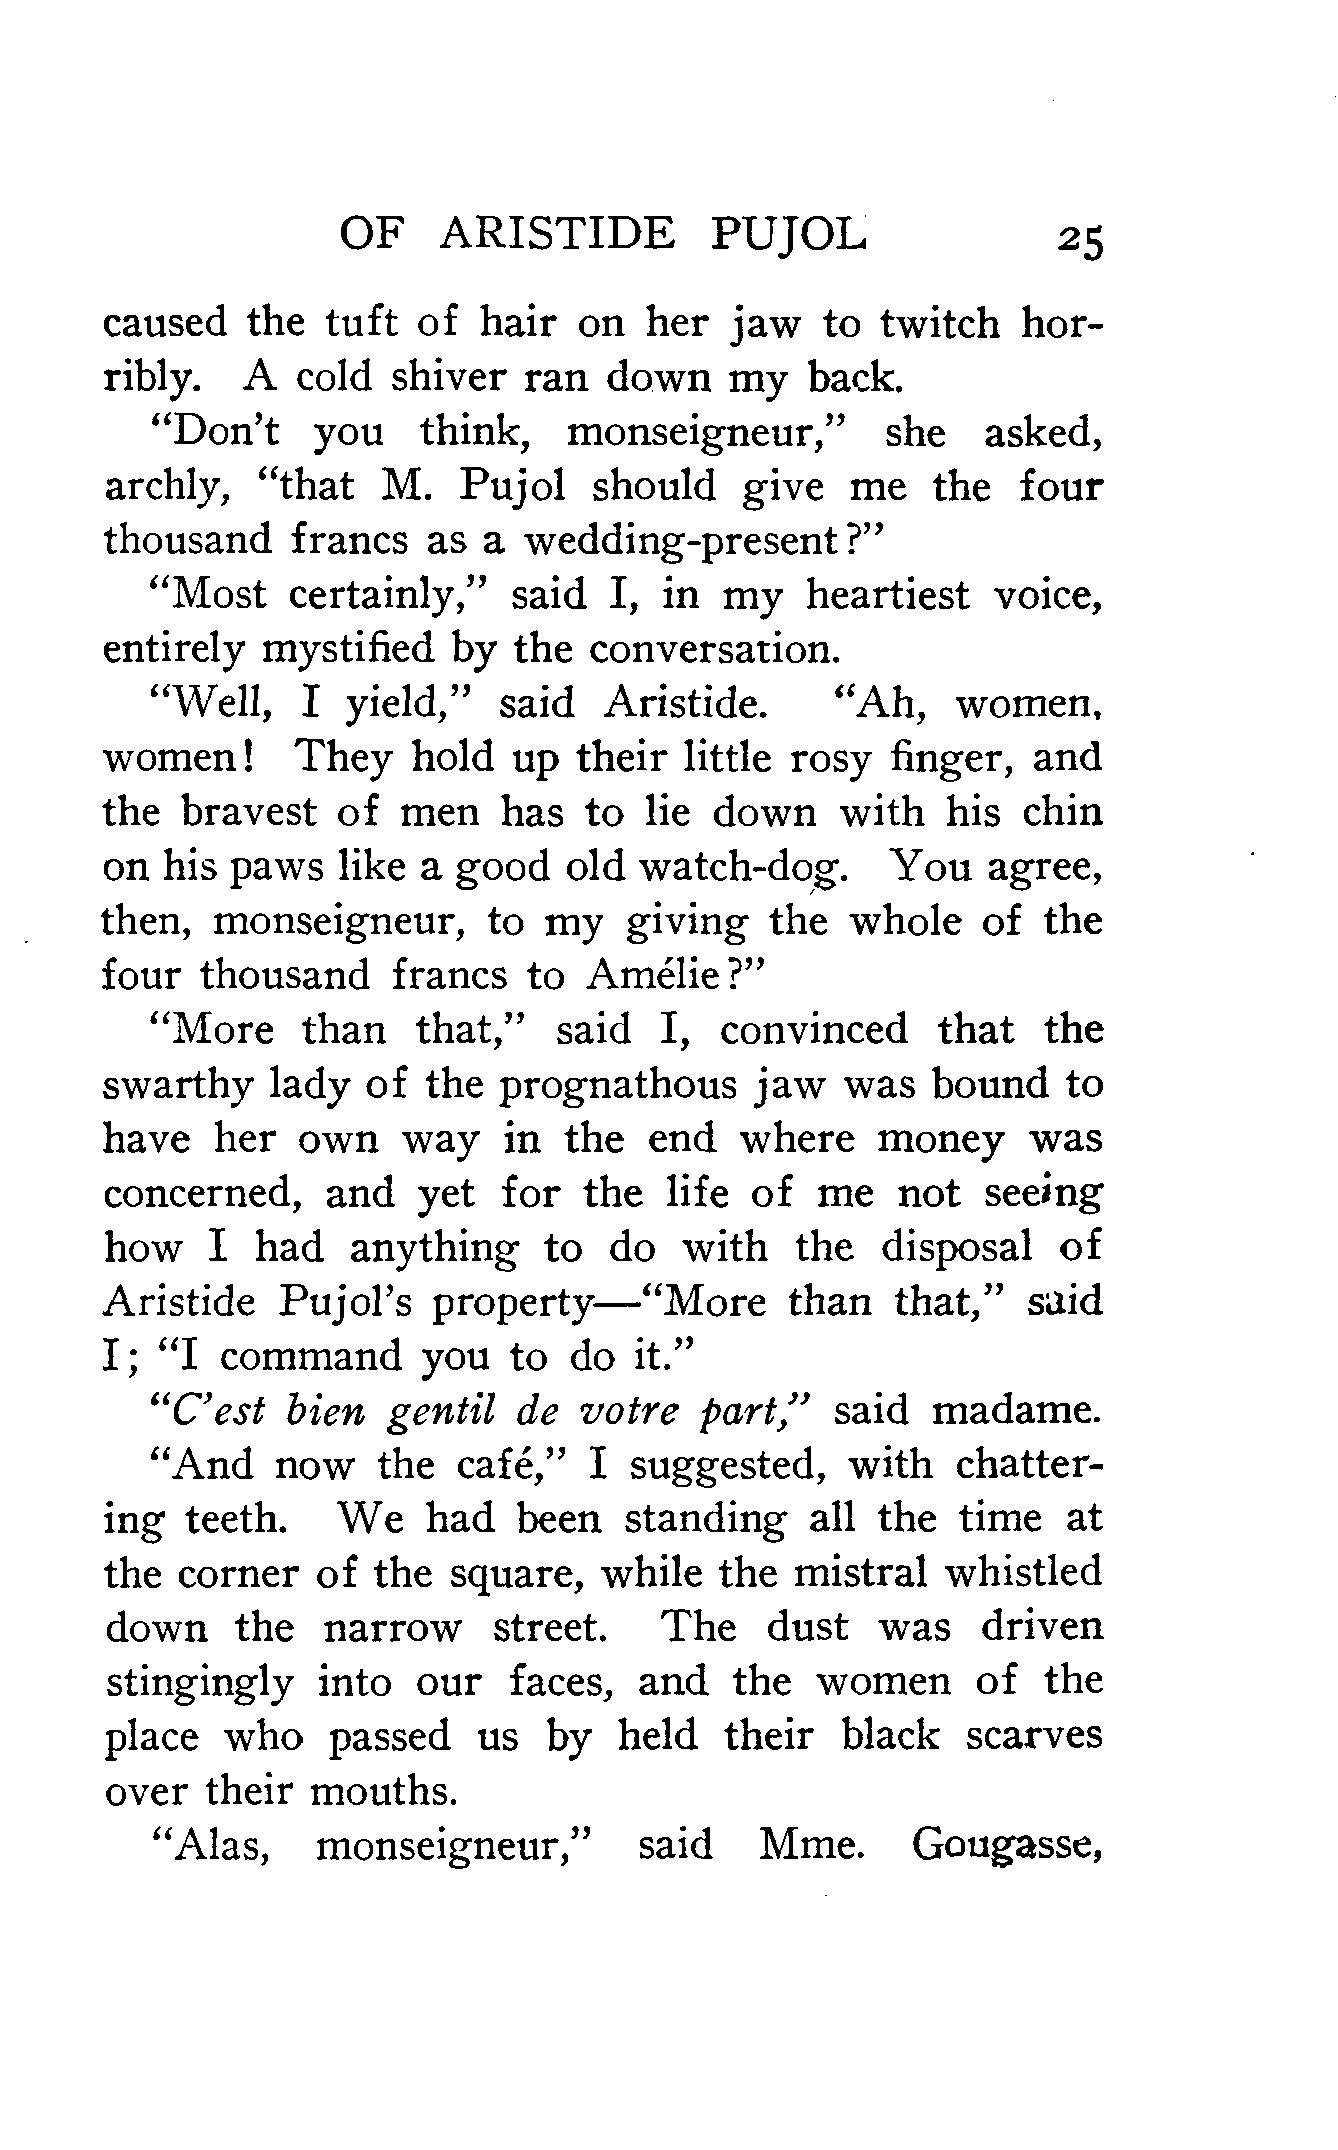 OF ARISTIDE PUJOL 25
caused the tuft of hair on her jaw to twitch hor-
ribly. A cold shiver ran down my back.
"Don't you think, monseigneur," she asked,
archly, "that M. Pujol should give me the four
thousand francs as a wedding-present?"
"Most certainly," said I, in my heartiest voice,
entirely mystified by the conversation.
"Well, I yield," said Aristide. "Ah, women,
women! They hold up their little rosy finger, and
the bravest of men has to lie down with his chin
on his paws like a good old watch-dog. You agree,
then, monseigneur, to my giving the whole of the
four thousand francs to Amélie?"
"More than that," said I, convinced that the
swarthy lady of the prognathous jaw was bound to
have her own way in the end where money was
concerned, and yet for the life of me not seeing
how I had anything to do with the disposal of
Aristide Pujol's property—"More than that," said
I; "I command you to do it."
"C'est bien gentil de votre part," said madame.
"And now the café," I suggested, with chatter-
ing teeth. We had been standing all the time at
the corner of the square, while the mistral whistled
down the narrow street. The dust was driven
stingingly into our faces, and the women of the
place who passed us by held their black scarves
over their mouths.
"Alas, monseigneur," said Mme. Gougasse,